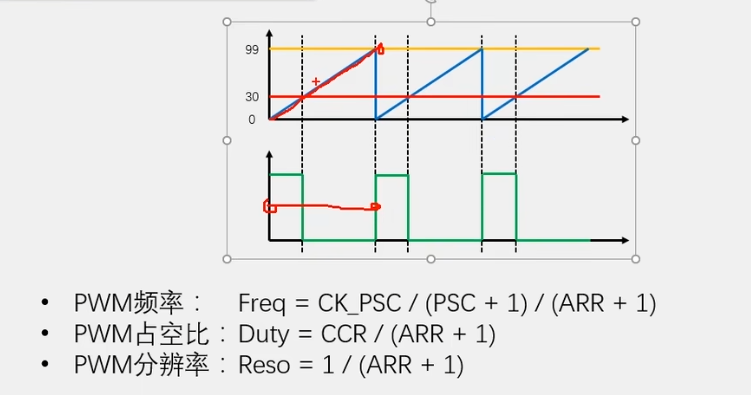 99
30
0
• PWM频率： Freq = CK_PSC / (PSC + 1) / (ARR + 1)
• PWM占空比：Duty = CCR / (ARR + 1)
• PWM分辨率：Reso = 1 / (ARR + 1)